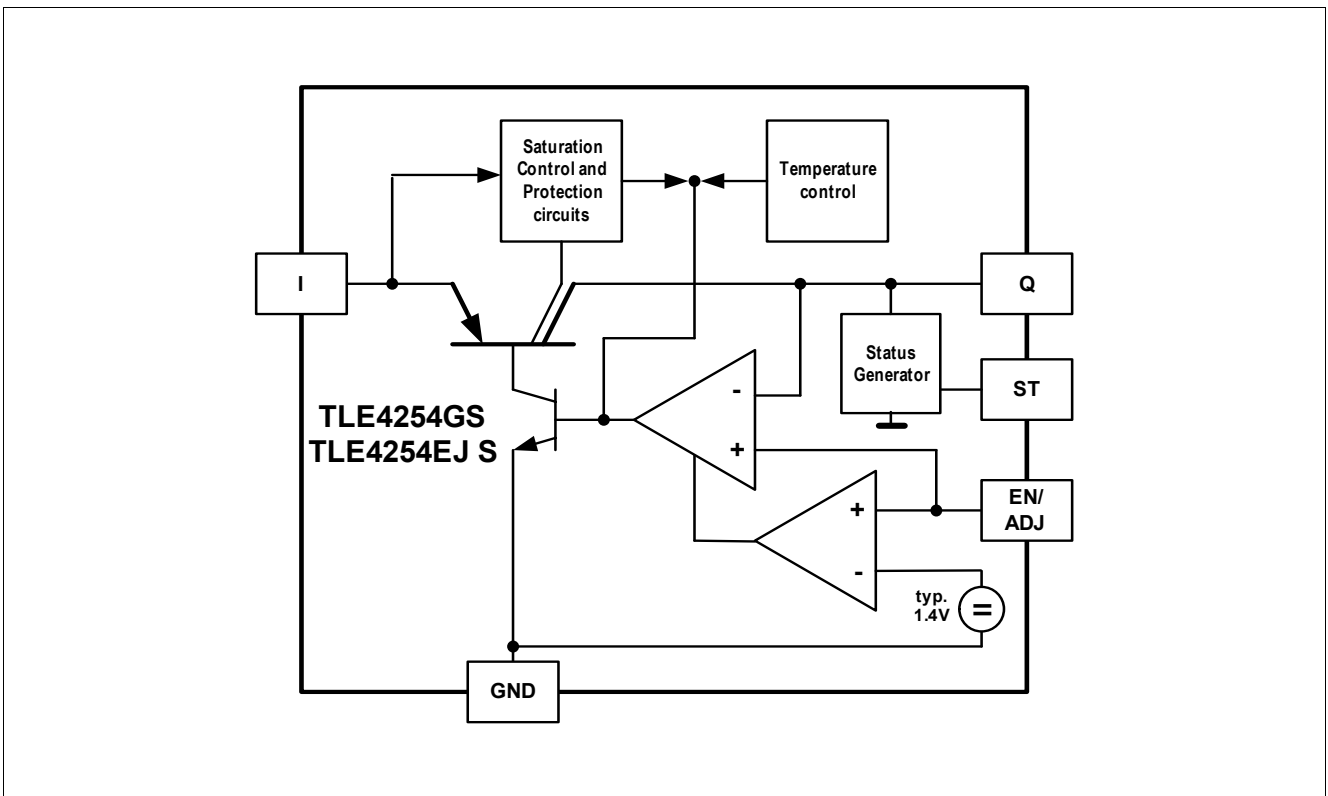 Saturation
Control and
Protection
circuits
Temperature
control
I
Q
Status
Generator
ST
TLE4254GS
TLE4254EJ S
-
+
EN/
ADJ
+
-
typ.
1.4V
=
GND